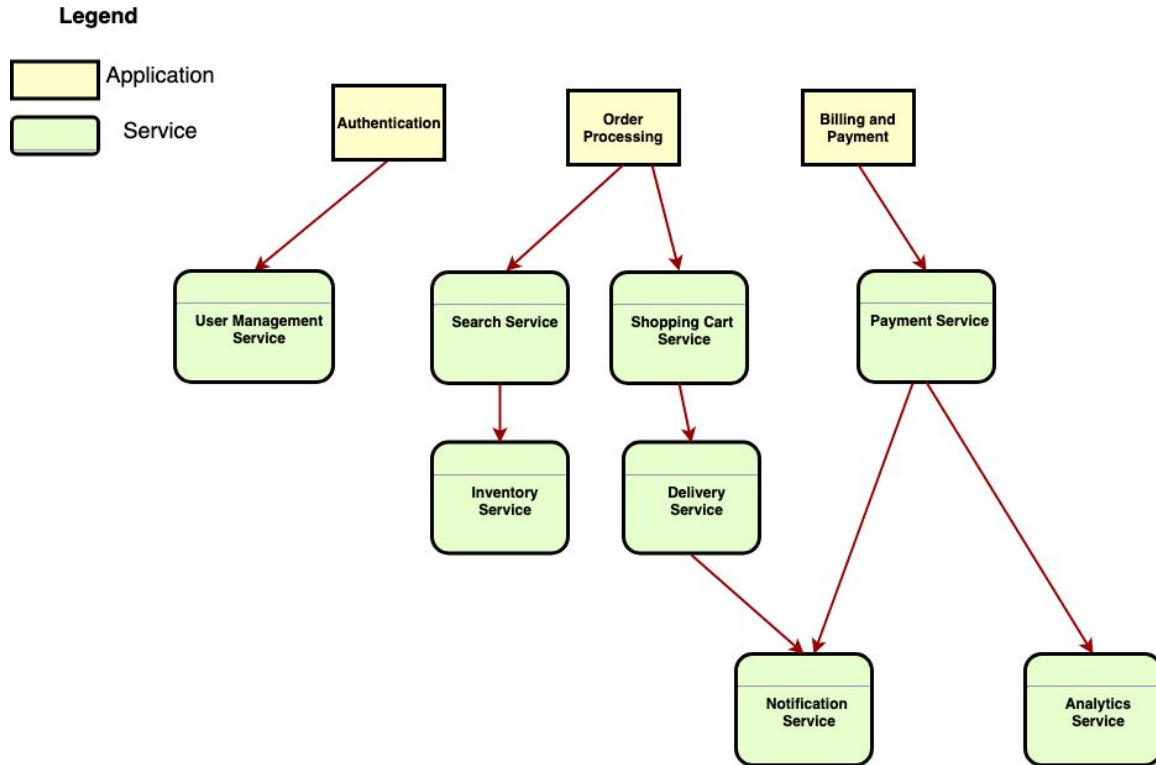 Legend
Application
Service
Authentication
Order
Processing
Billing and
Payment
User Management
Service
Search Service
Shopping Cart
Service
Payment Service
Inventory
Service
Delivery
Service
Notification
Service
Analytics
Service